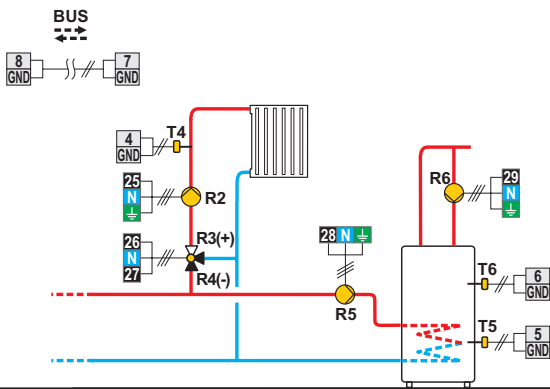 BUS
8
GND
7
GND
4
GND
T4
25
N
R2
26
N
27
R3(+)
R4(-)
28 N
R5
R6
29
N
T6
6
GND
T5
5
GND